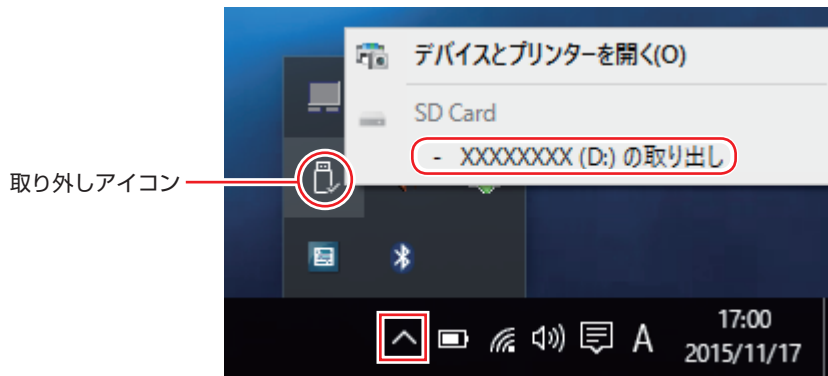 デバイスとプリンターを開く(O)
SD Card
- XXXXXXXX (D:) の取り出し
取り外しアイコン
A
17:00
2015/11/17